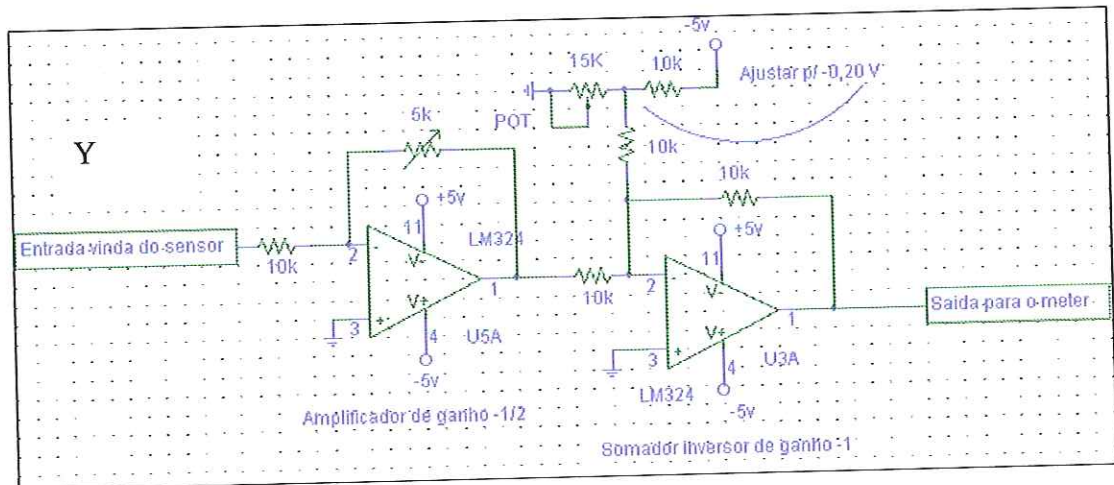 -5v
15K
10k
Ajustar p/ -0,20 V
POT
5k
Y
10k
10k
+5v
11
LM324
+5v
Entrada vinda do sensor
2
V-
11
10k
1
10k
2
V-
Saida para o meter
V+
1
3
4
U5A
V+
-5v
3
4
U3A
LM324
-5v
Amplificador de ganho -1/2
Somador inversor de ganho -1